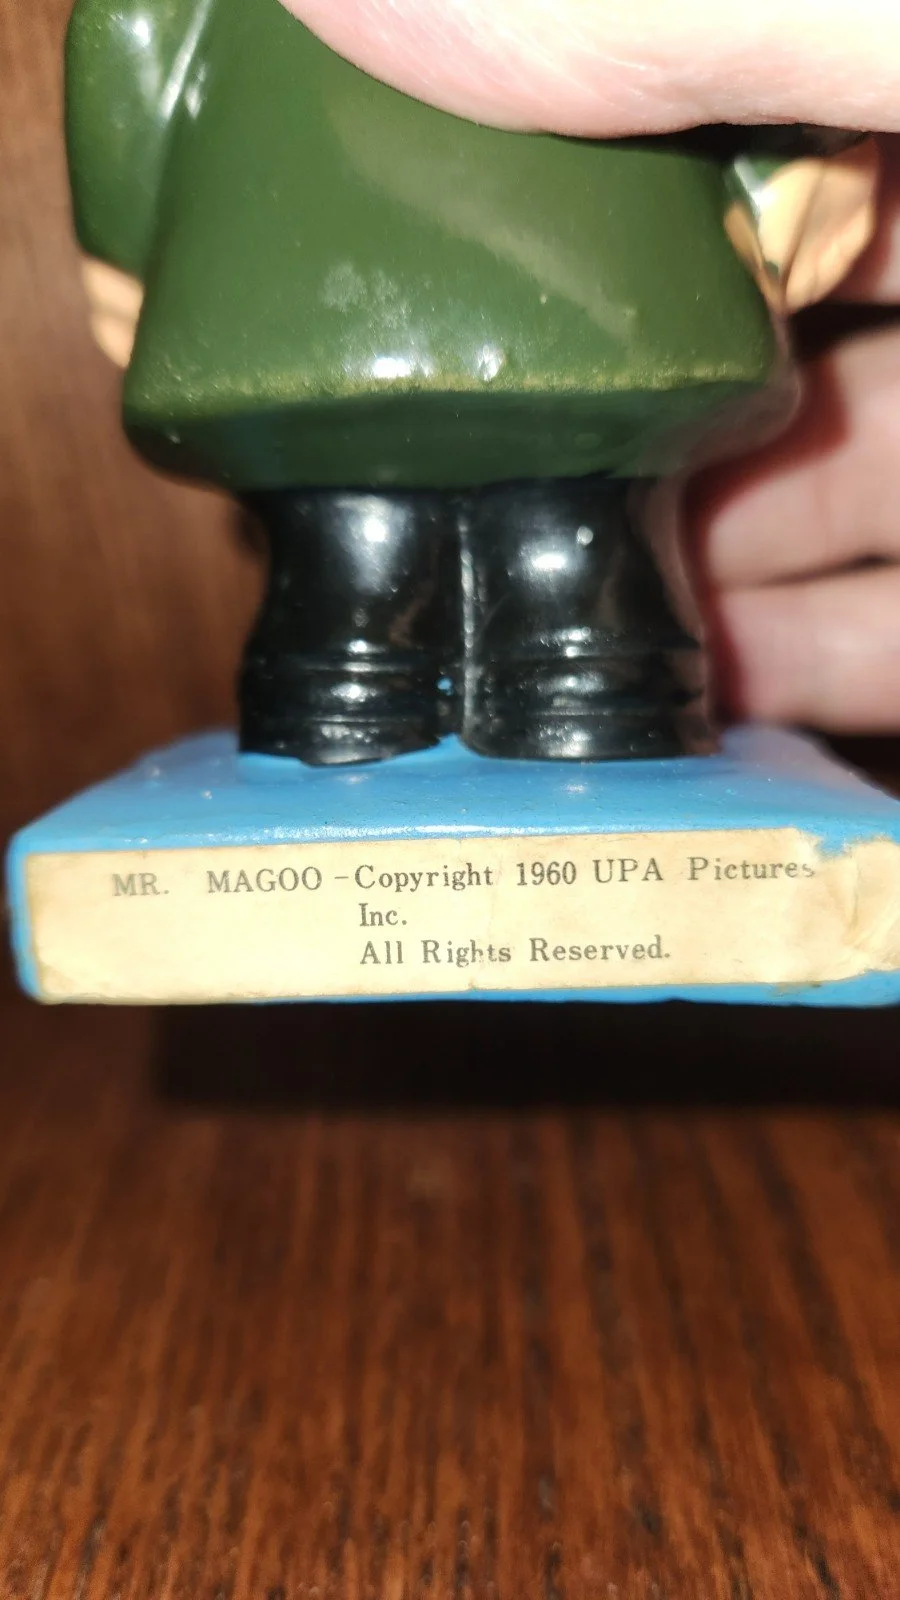 MR. MAGOO - Copyright 1960 UPA Pictures
Inc.
All Rights Reserved.